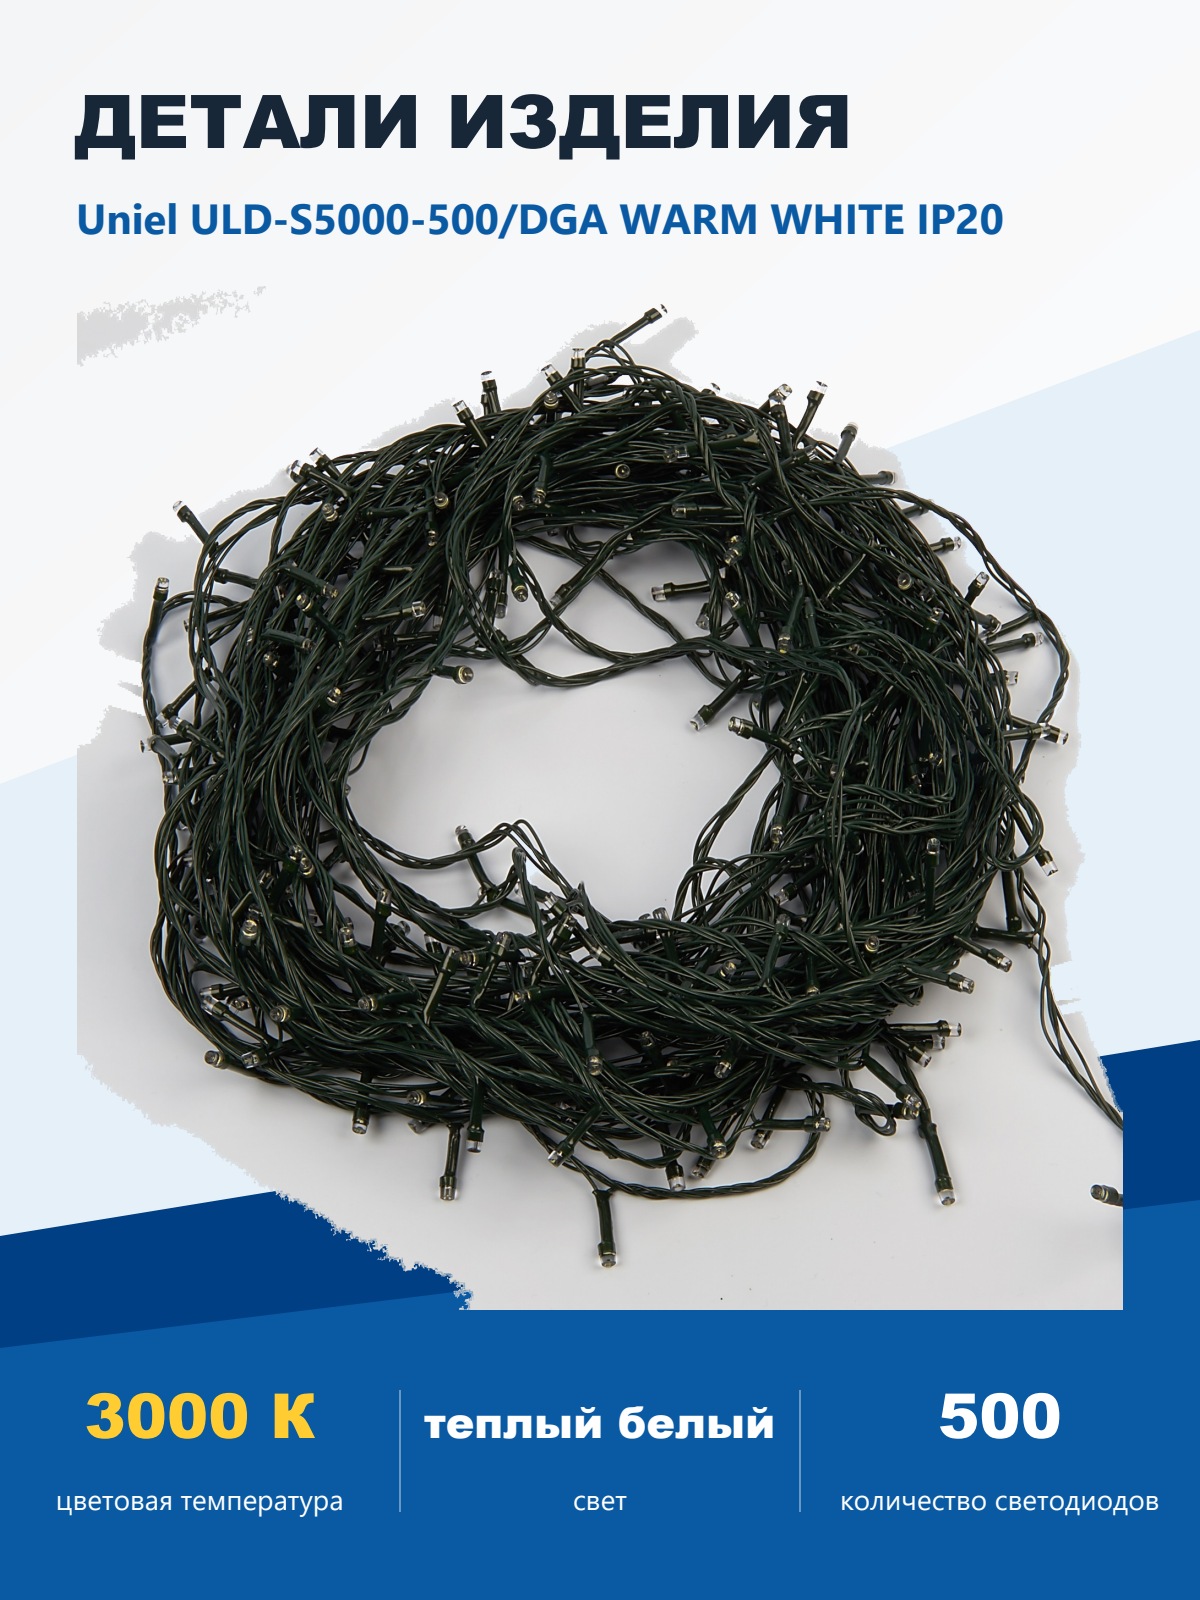 ДЕТАЛИ ИЗДЕЛИЯ
Uniel ULD-S5000-500/DGA WARM WHITE IP20
3000 К
цветовая температура
теплый белый
свет
500
количество светодиодов